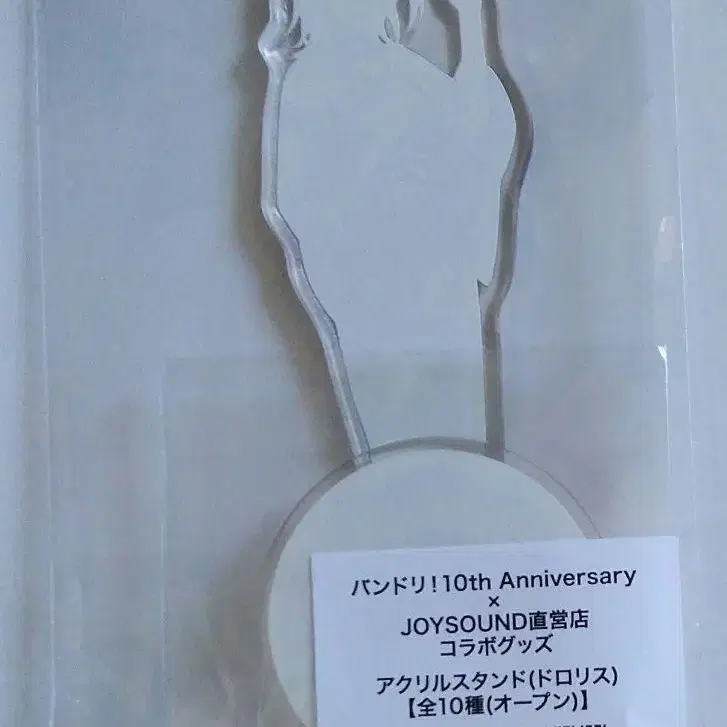 バンドリ！10th Anniversary
×
JOYSOUND直営店
コラボグッズ
アクリルスタンド(ドロリス)
【全10種(オープン)】